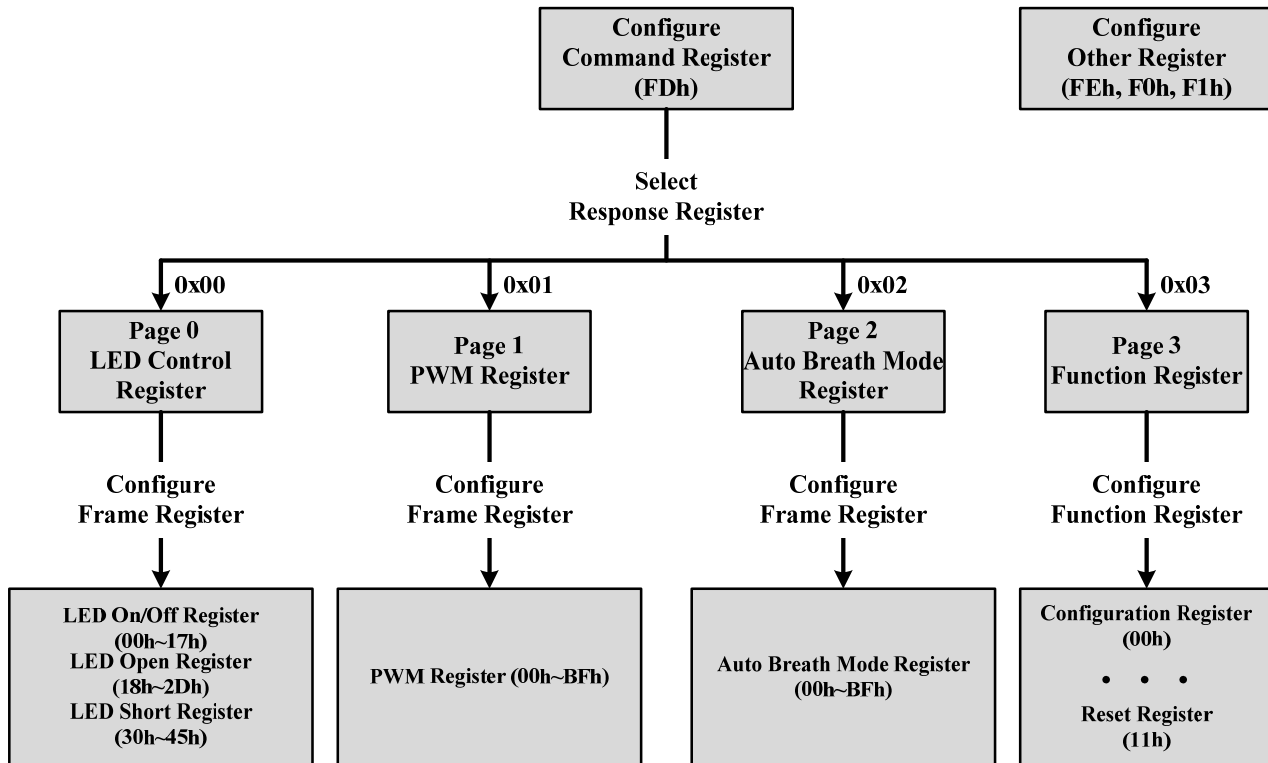 Configure
Command Register
(FDh)
Configure
Other Register
(FEh, F0h, F1h)
Select
Response Register
0x00
0x01
0x02
0x03
Page 0
LED Control
Register
Page 1
PWM Register
Page 2
Auto Breath Mode
Register
Page 3
Function Register
Configure
Frame Register
Configure
Frame Register
Configure
Frame Register
Configure
Function Register
LED On/Off Register
(00h~17h)
LED Open Register
(18h~2Dh)
LED Short Register
(30h~45h)
PWM Register (00h~BFh)
Auto Breath Mode Register
(00h~BFh)
Configuration Register
(00h)
• • •
Reset Register
(11h)